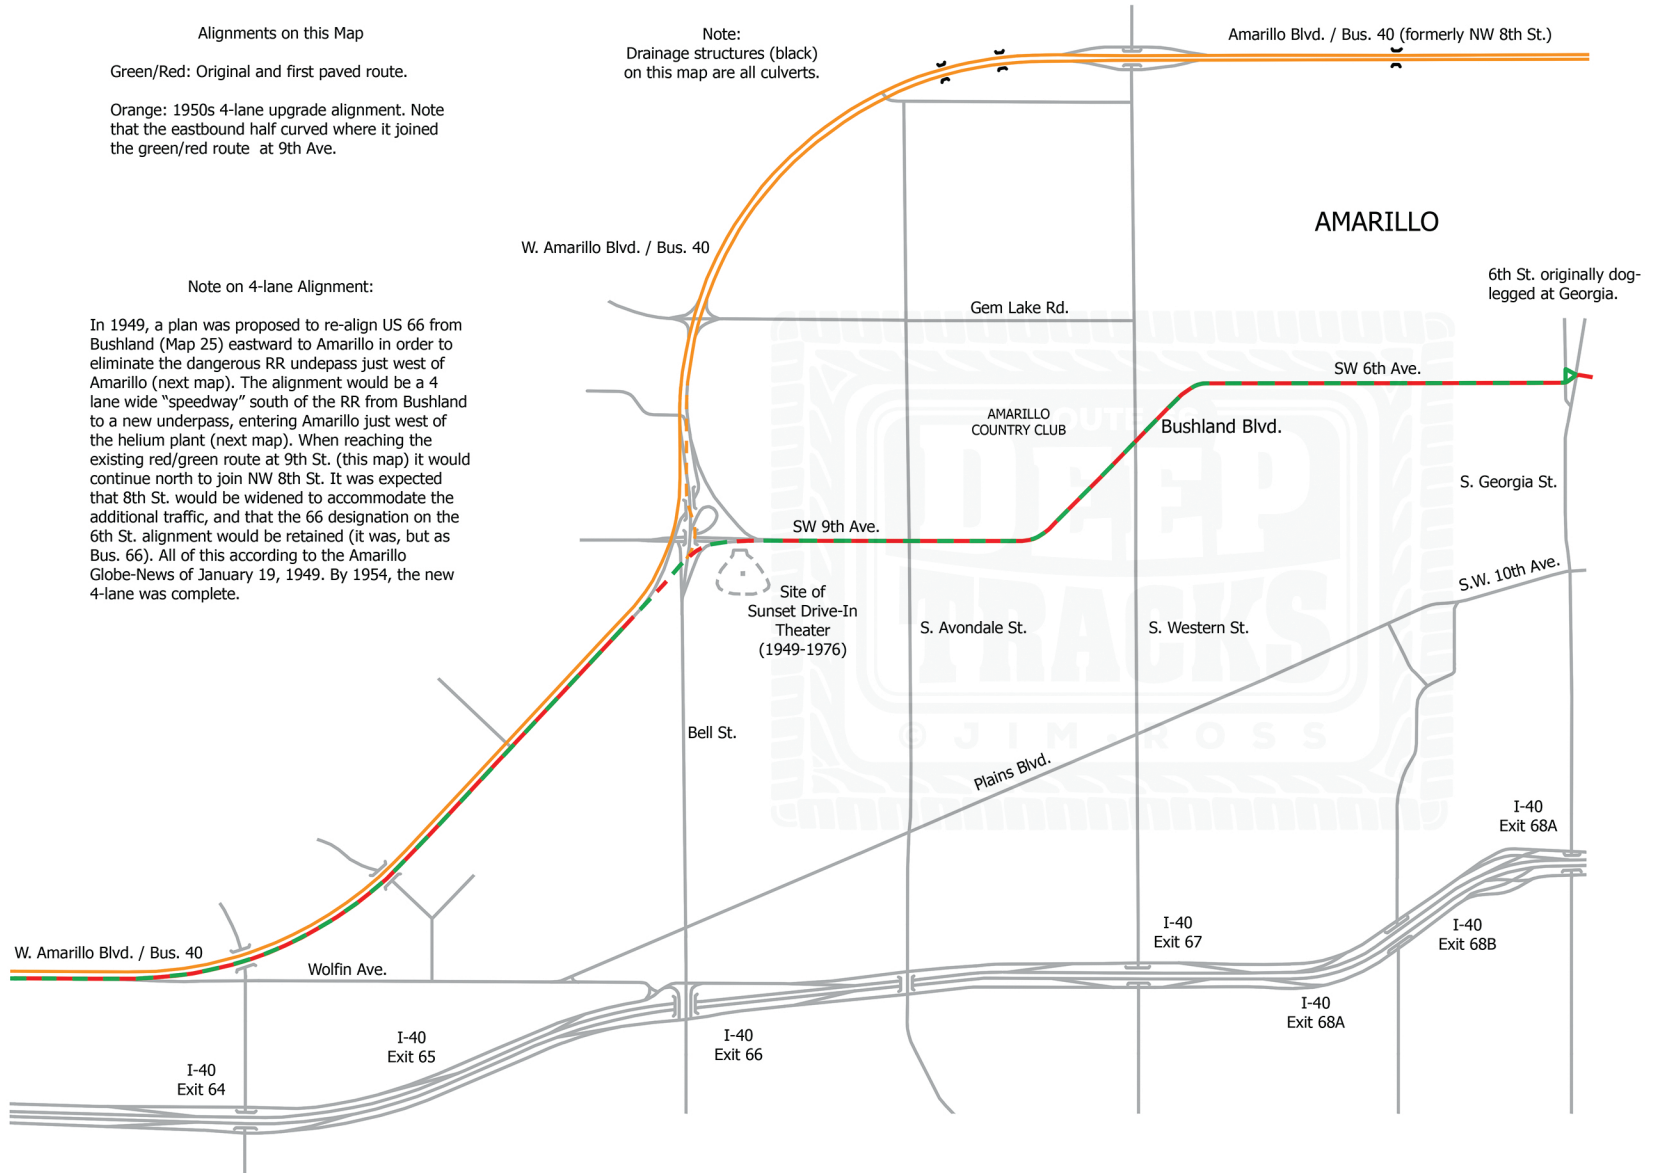 Alignments on this Map
Green/Red: Original and first paved route.
Orange: 1950s 4-lane upgrade alignment. Note
that the eastbound half curved where it joined
the green/red route at 9th Ave.
Note:
Drainage structures (black)
on this map are all culverts.
Amarillo Blvd. / Bus. 40 (formerly NW 8th St.)
AMARILLO
W. Amarillo Blvd. / Bus. 40
6th St. originally dog-
legged at Georgia.
Note on 4-lane Alignment:
In 1949, a plan was proposed to re-align US 66 from
Bushland (Map 25) eastward to Amarillo in order to
eliminate the dangerous RR undepass just west of
Amarillo (next map). The alignment would be a 4
lane wide “speedway” south of the RR from Bushland
to a new underpass, entering Amarillo just west of
the helium plant (next map). When reaching the
existing red/green route at 9th St. (this map) it would
continue north to join NW 8th St. It was expected
that 8th St. would be widened to accommodate the
additional traffic, and that the 66 designation on the
6th St. alignment would be retained (it was, but as
Bus. 66). All of this according to the Amarillo
Globe-News of January 19, 1949. By 1954, the new
4-lane was complete.
Gem Lake Rd.
SW 6th Ave.
AMARILLO
COUNTRY CLUB
Bushland Blvd.
S. Georgia St.
SW 9th Ave.
S.W. 10th Ave.
Site of
Sunset Drive-In
Theater
(1949-1976)
S. Avondale St.
S. Western St.
Bell St.
Plains Blvd.
DEEP
TRACKS
© JIM ROSS
I-40
Exit 68A
I-40
Exit 67
I-40
Exit 68B
W. Amarillo Blvd. / Bus. 40
Wolfin Ave.
I-40
Exit 68A
I-40
Exit 65
I-40
Exit 66
I-40
Exit 64